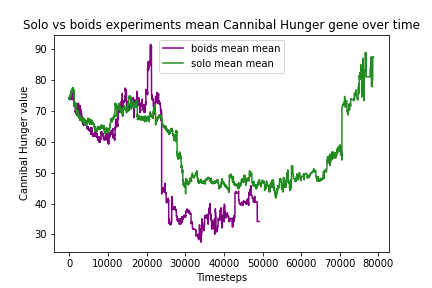 Solo vs boids experiments mean Cannibal Hunger gene over time
boids mean mean
solo mean mean
Cannibal Hunger value
90
80
70
60
50
40
30
0 10000 20000 30000 40000 50000 60000 70000 80000
Timesteps